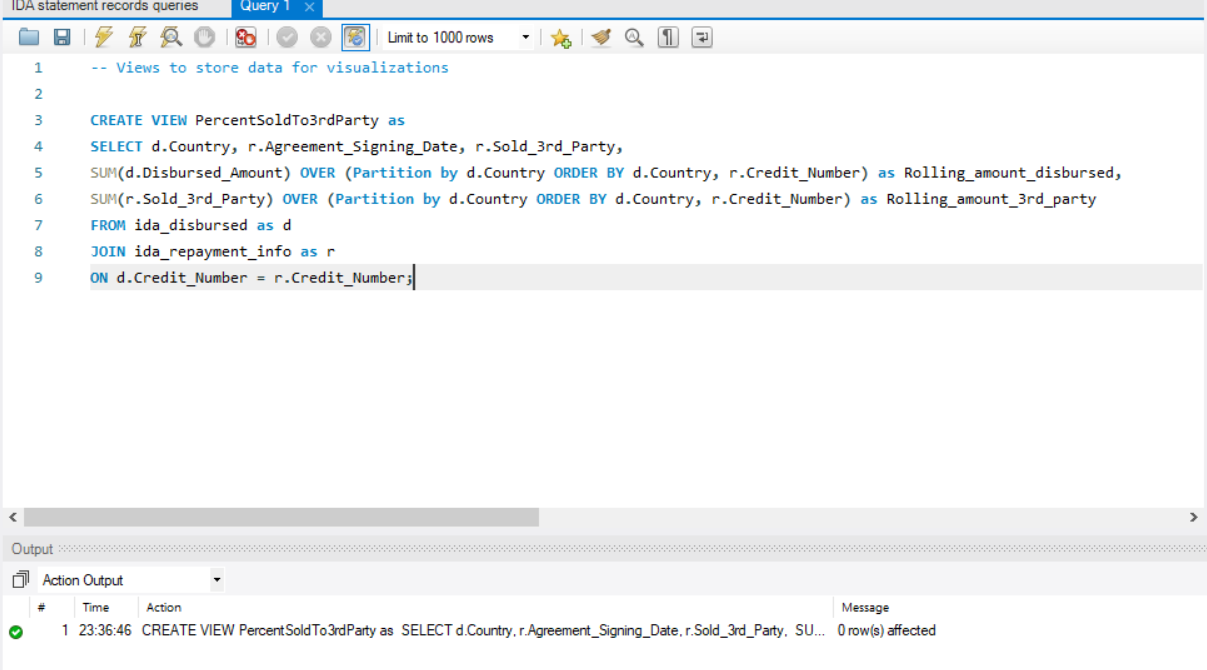 IDA statement records queries Query 1 ×
Limit to 1000 rows
1 -- Views to store data for visualizations
2
3 CREATE VIEW PercentSoldTo3rdParty as
4 SELECT d.Country, r.Agreement_Signing_Date, r.Sold_3rd_Party,
5 SUM(d.Disbursed_Amount) OVER (Partition by d.Country ORDER BY d.Country, r.Credit_Number) as Rolling_amount_disbursed,
6 SUM(r.Sold_3rd_Party) OVER (Partition by d.Country ORDER BY d.Country, r.Credit_Number) as Rolling_amount_3rd_party
7 FROM ida_disbursed as d
8 JOIN ida_repayment_info as r
9 ON d.Credit_Number = r.Credit_Number;
Output
Action Output
# Time Action Message
1 23:36:46 CREATE VIEW PercentSoldTo3rdParty as SELECT d.Country, r.Agreement_Signing_Date, r.Sold_3rd_Party, SU... 0 row(s) affected